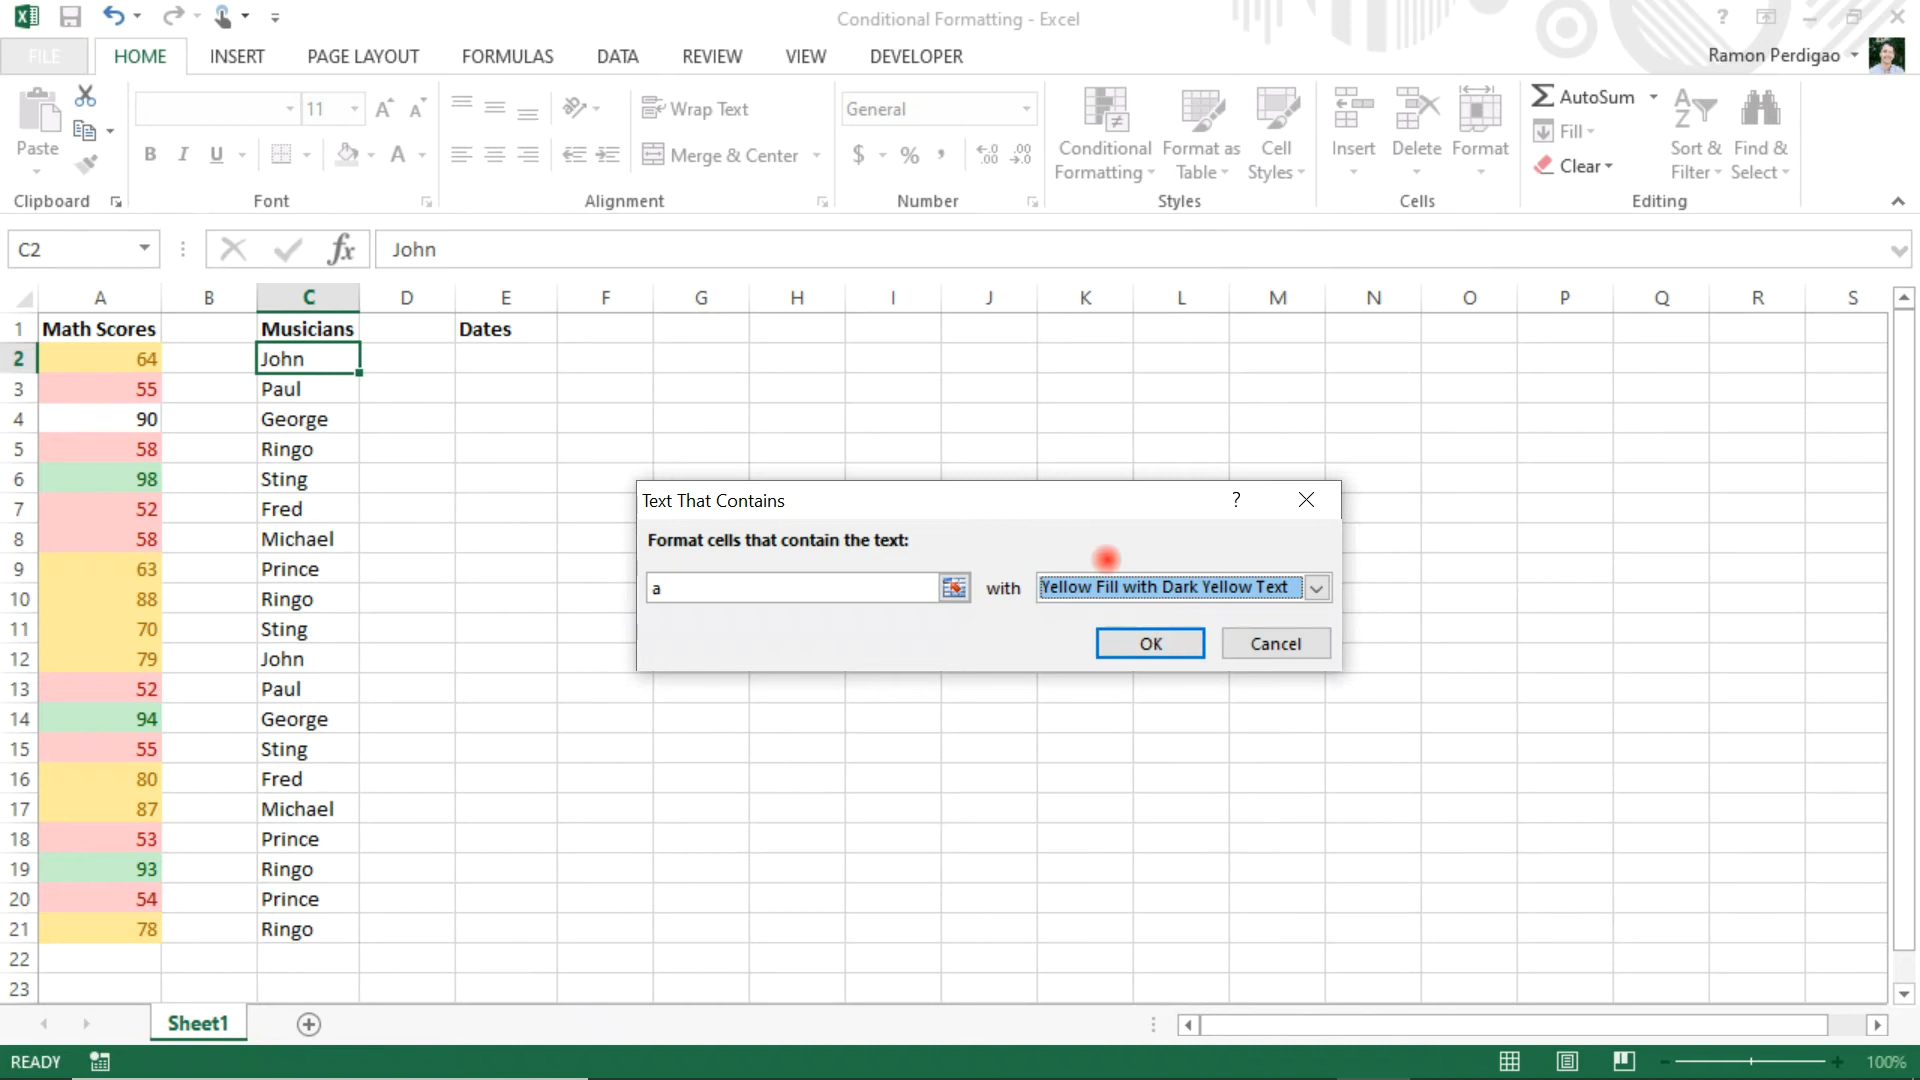 Conditional Formatting - Excel
FILE HOME INSERT PAGE LAYOUT FORMULAS DATA REVIEW VIEW DEVELOPER Ramon Perdigao
Paste
Clipboard
11
B I U A
Font
Wrap Text
Merge & Center
Alignment
General
$ % ,
Number
Conditional Formatting
Format as Table
Cell Styles
Styles
Insert Delete Format
Cells
AutoSum
Fill
Clear
Sort & Filter
Find & Select
Editing
C2 fx John
A B C D E F G H I J K L M N O P Q R S
1 Math Scores Musicians Dates
2 64 John
3 55 Paul
4 90 George
5 58 Ringo
6 98 Sting
7 52 Fred
8 58 Michael
9 63 Prince
10 88 Ringo
11 70 Sting
12 79 John
13 52 Paul
14 94 George
15 55 Sting
16 80 Fred
17 87 Michael
18 53 Prince
19 93 Ringo
20 54 Prince
21 78 Ringo
22
23
Text That Contains ?
Format cells that contain the text:
a with Yellow Fill with Dark Yellow Text
OK Cancel
Sheet1
READY 100%